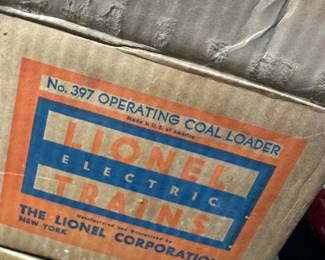 No. 397 OPERATING COAL LOADER
Made in U.S. of America
LIONEL
ELECTRIC
TRAINS
Manufactured and Guaranteed by
THE LIONEL CORPORATION
NEW YORK